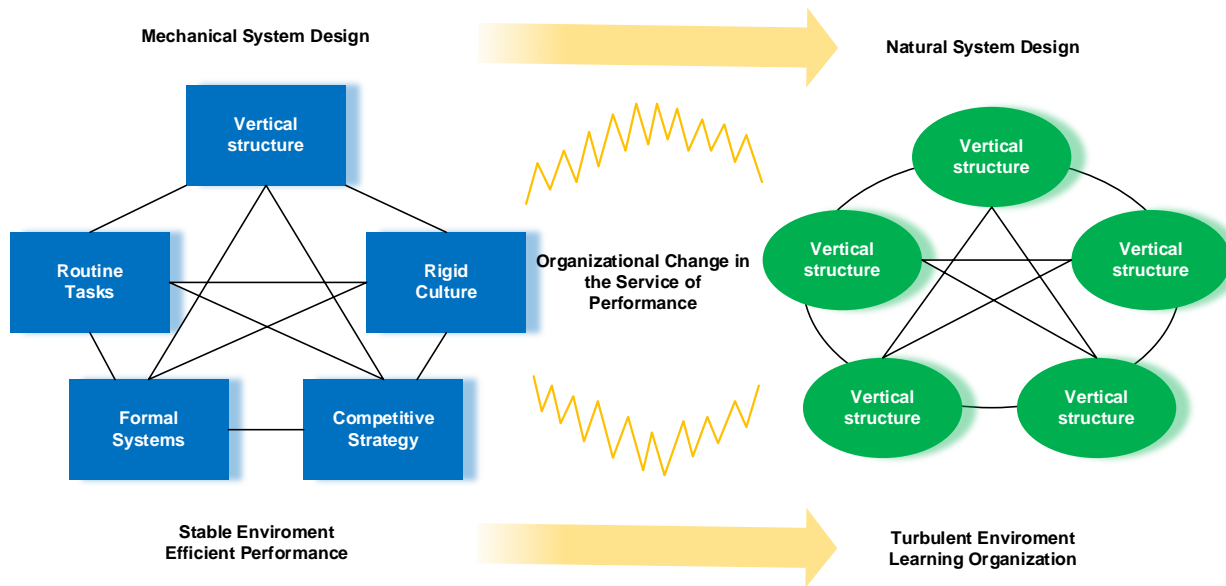 Mechanical System Design
Natural System Design
Vertical
structure
Routine
Tasks
Rigid
Culture
Formal
Systems
Competitive
Strategy
Organizational Change in
the Service of
Performance
Vertical
structure
Vertical
structure
Vertical
structure
Vertical
structure
Vertical
structure
Stable Enviroment
Efficient Performance
Turbulent Enviroment
Learning Organization